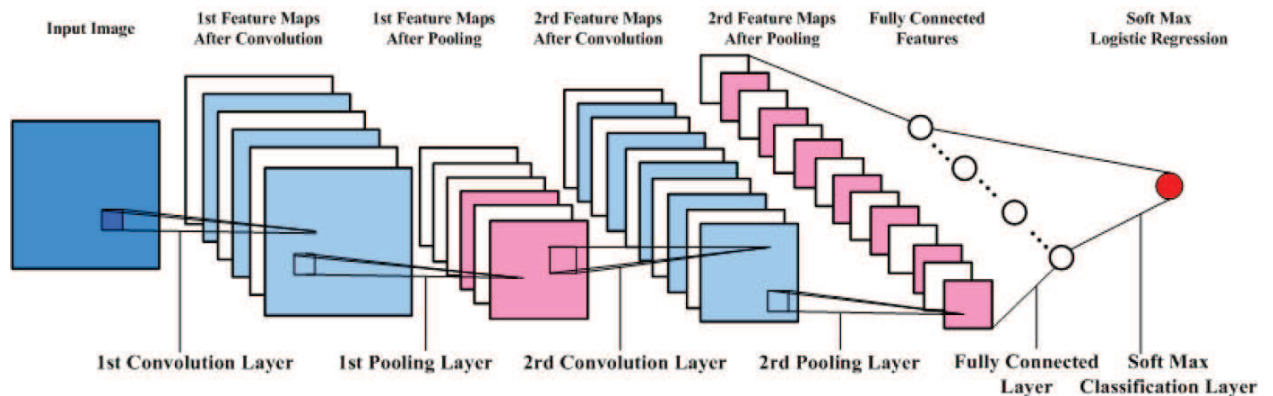 Input Image
1st Feature Maps
After Convolution
1st Feature Maps
After Pooling
2rd Feature Maps
After Convolution
2rd Feature Maps
After Pooling
Fully Connected
Features
Soft Max
Logistic Regression
1st Convolution Layer
1st Pooling Layer
2rd Convolution Layer
2rd Pooling Layer
Fully Connected
Layer
Soft Max
Classification Layer